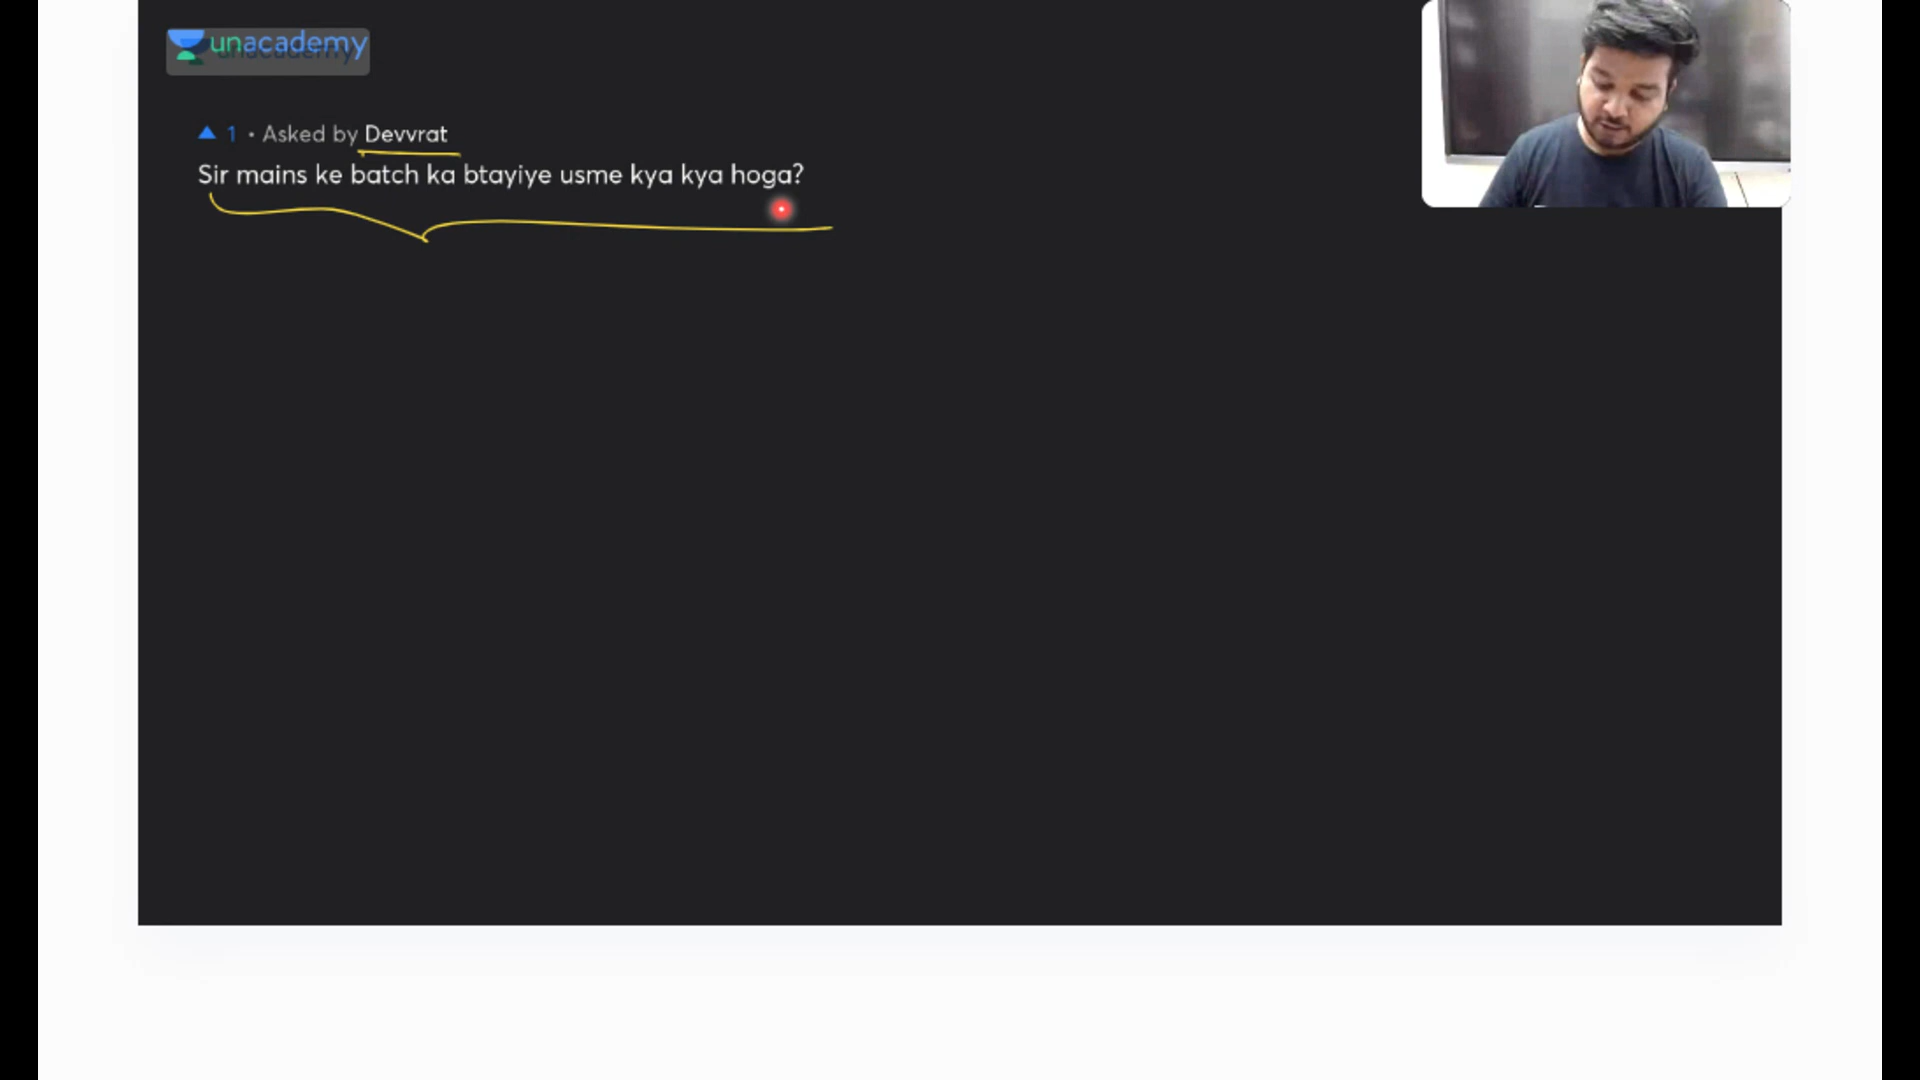 unacademy
1 • Asked by Devvrat
Sir mains ke batch ka btayiye usme kya kya hoga?